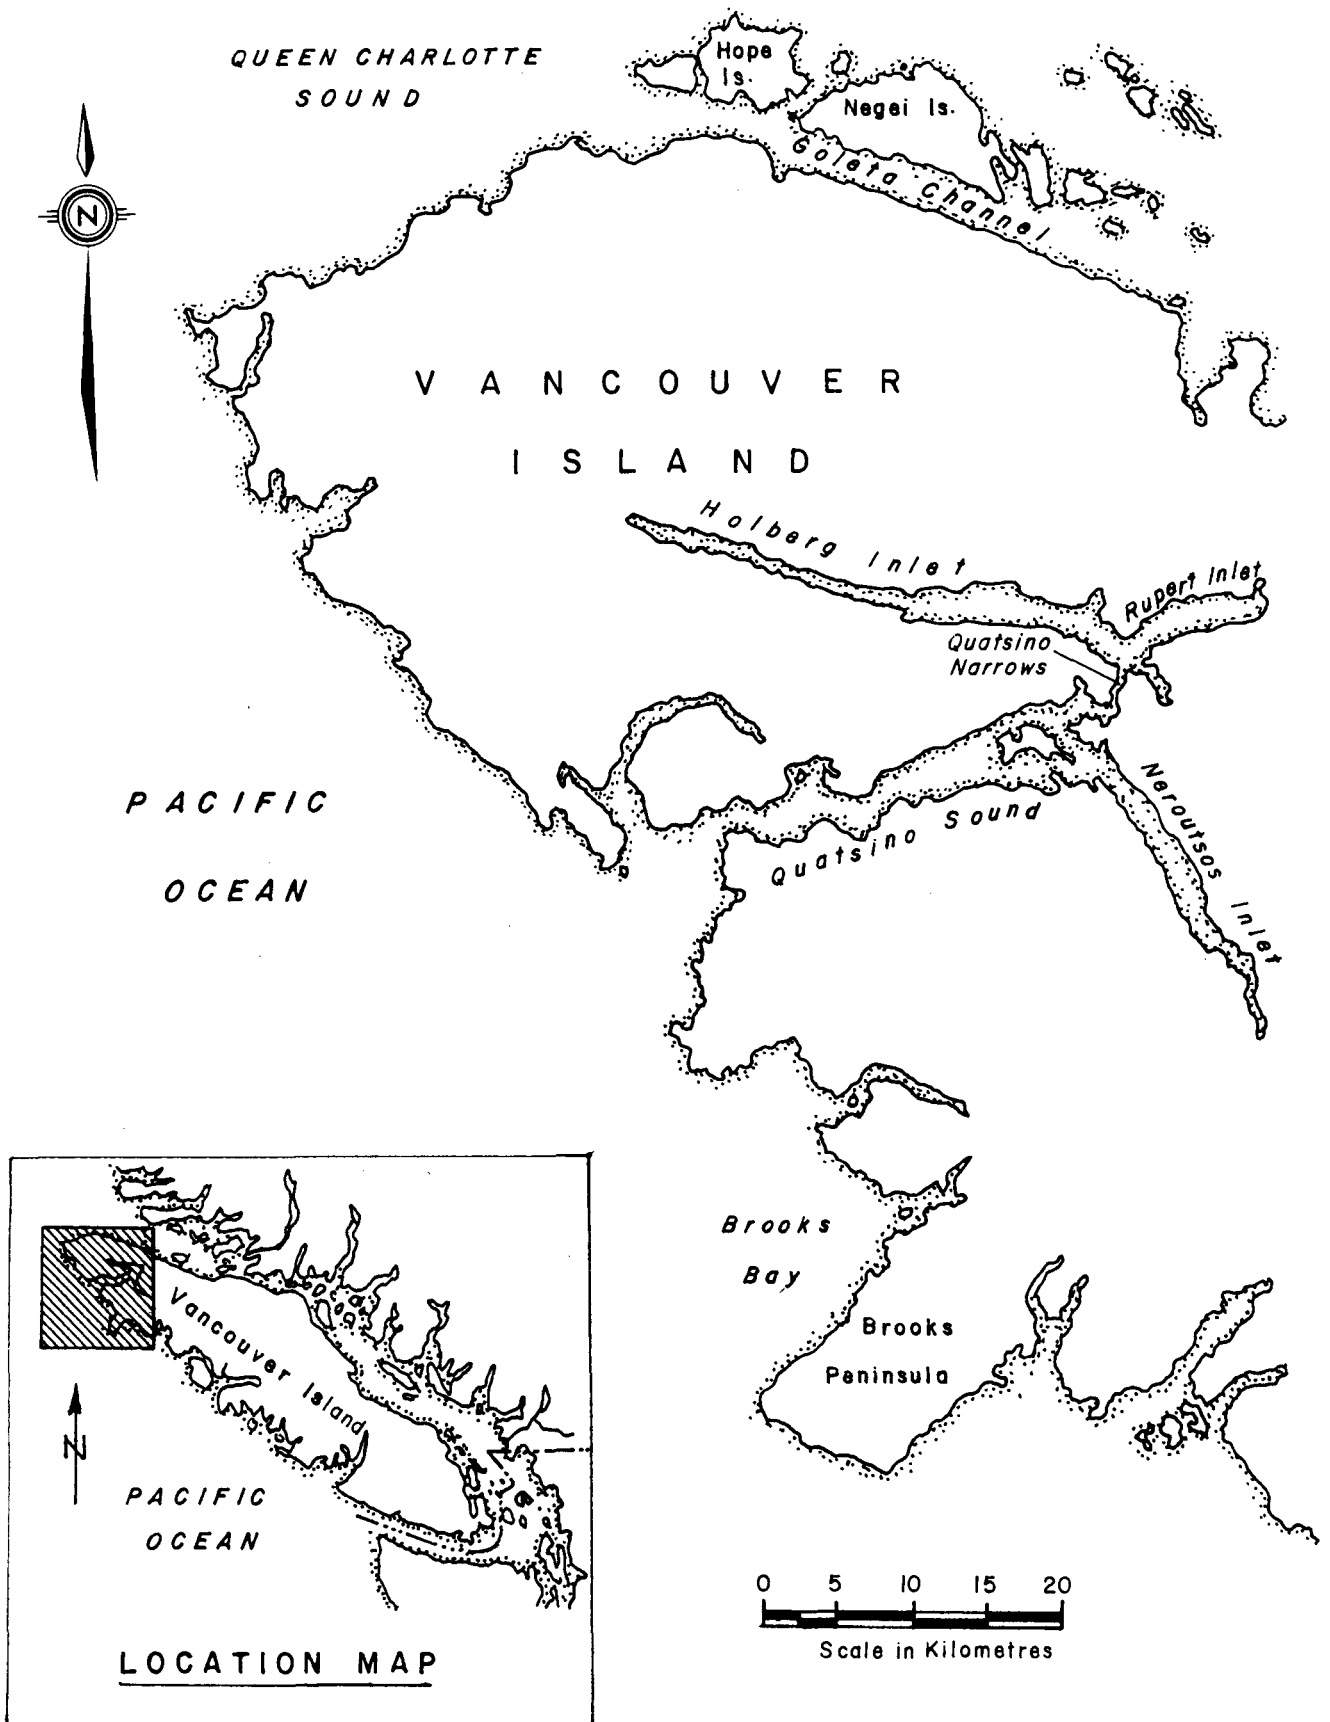 QUEEN CHARLOTTE
SOUND
Hope
Is.
Negei Is.
Goleta Channel
N
VANCOUVER
ISLAND
Holberg Inlet
Rupert Inlet
Quatsino
Narrows
PACIFIC
OCEAN
Quatsino Sound
Neroutsos Inlet
Brooks
Bay
Brooks
Peninsula
Vancouver Island
N
PACIFIC
OCEAN
LOCATION MAP
0 5 10 15 20
Scale in Kilometres